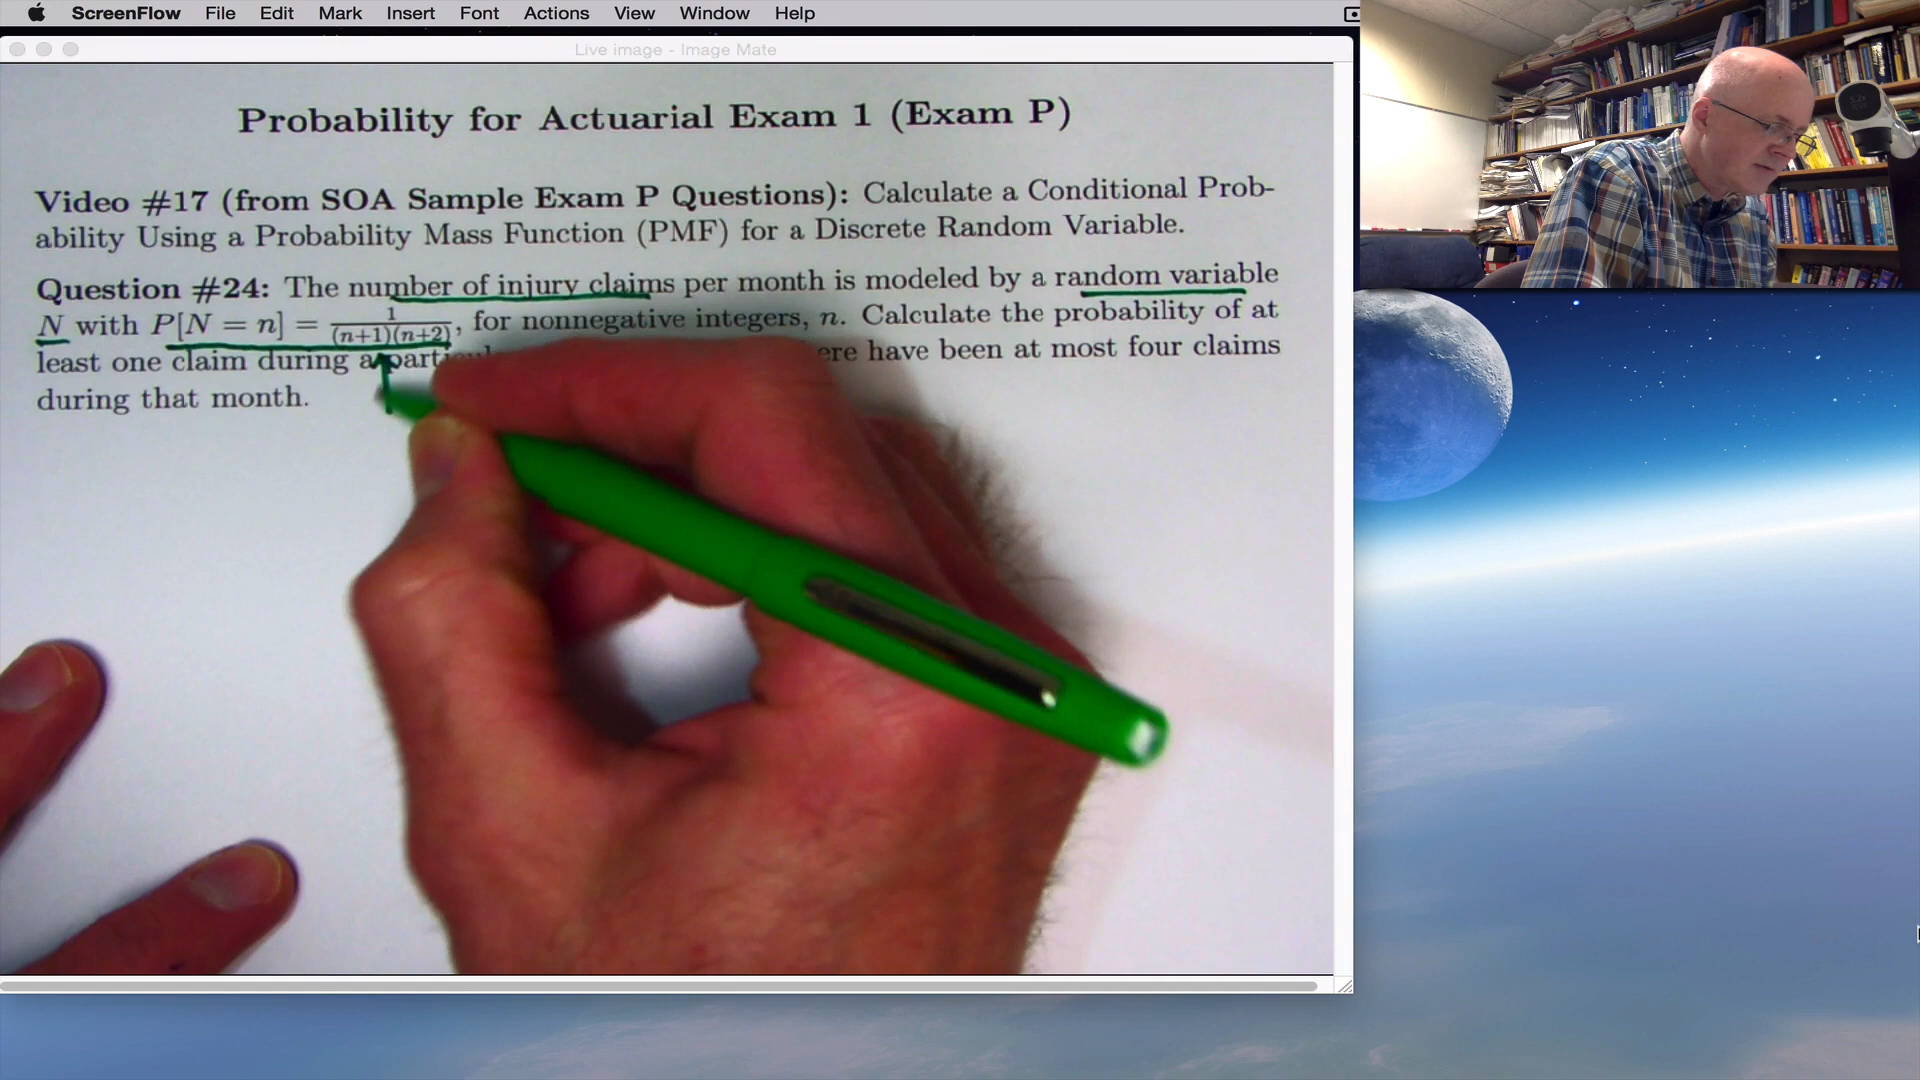 ScreenFlow File Edit Mark Insert Font Actions View Window Help
Live image - Image Mate
Probability for Actuarial Exam 1 (Exam P)
Video #17 (from SOA Sample Exam P Questions): Calculate a Conditional Prob-
ability Using a Probability Mass Function (PMF) for a Discrete Random Variable.
Question #24: The number of injury claims per month is modeled by a random variable
N with P[N = n] = 1/((n+1)(n+2)), for nonnegative integers, n. Calculate the probability of at
least one claim during a have been at most four claims
during that month.